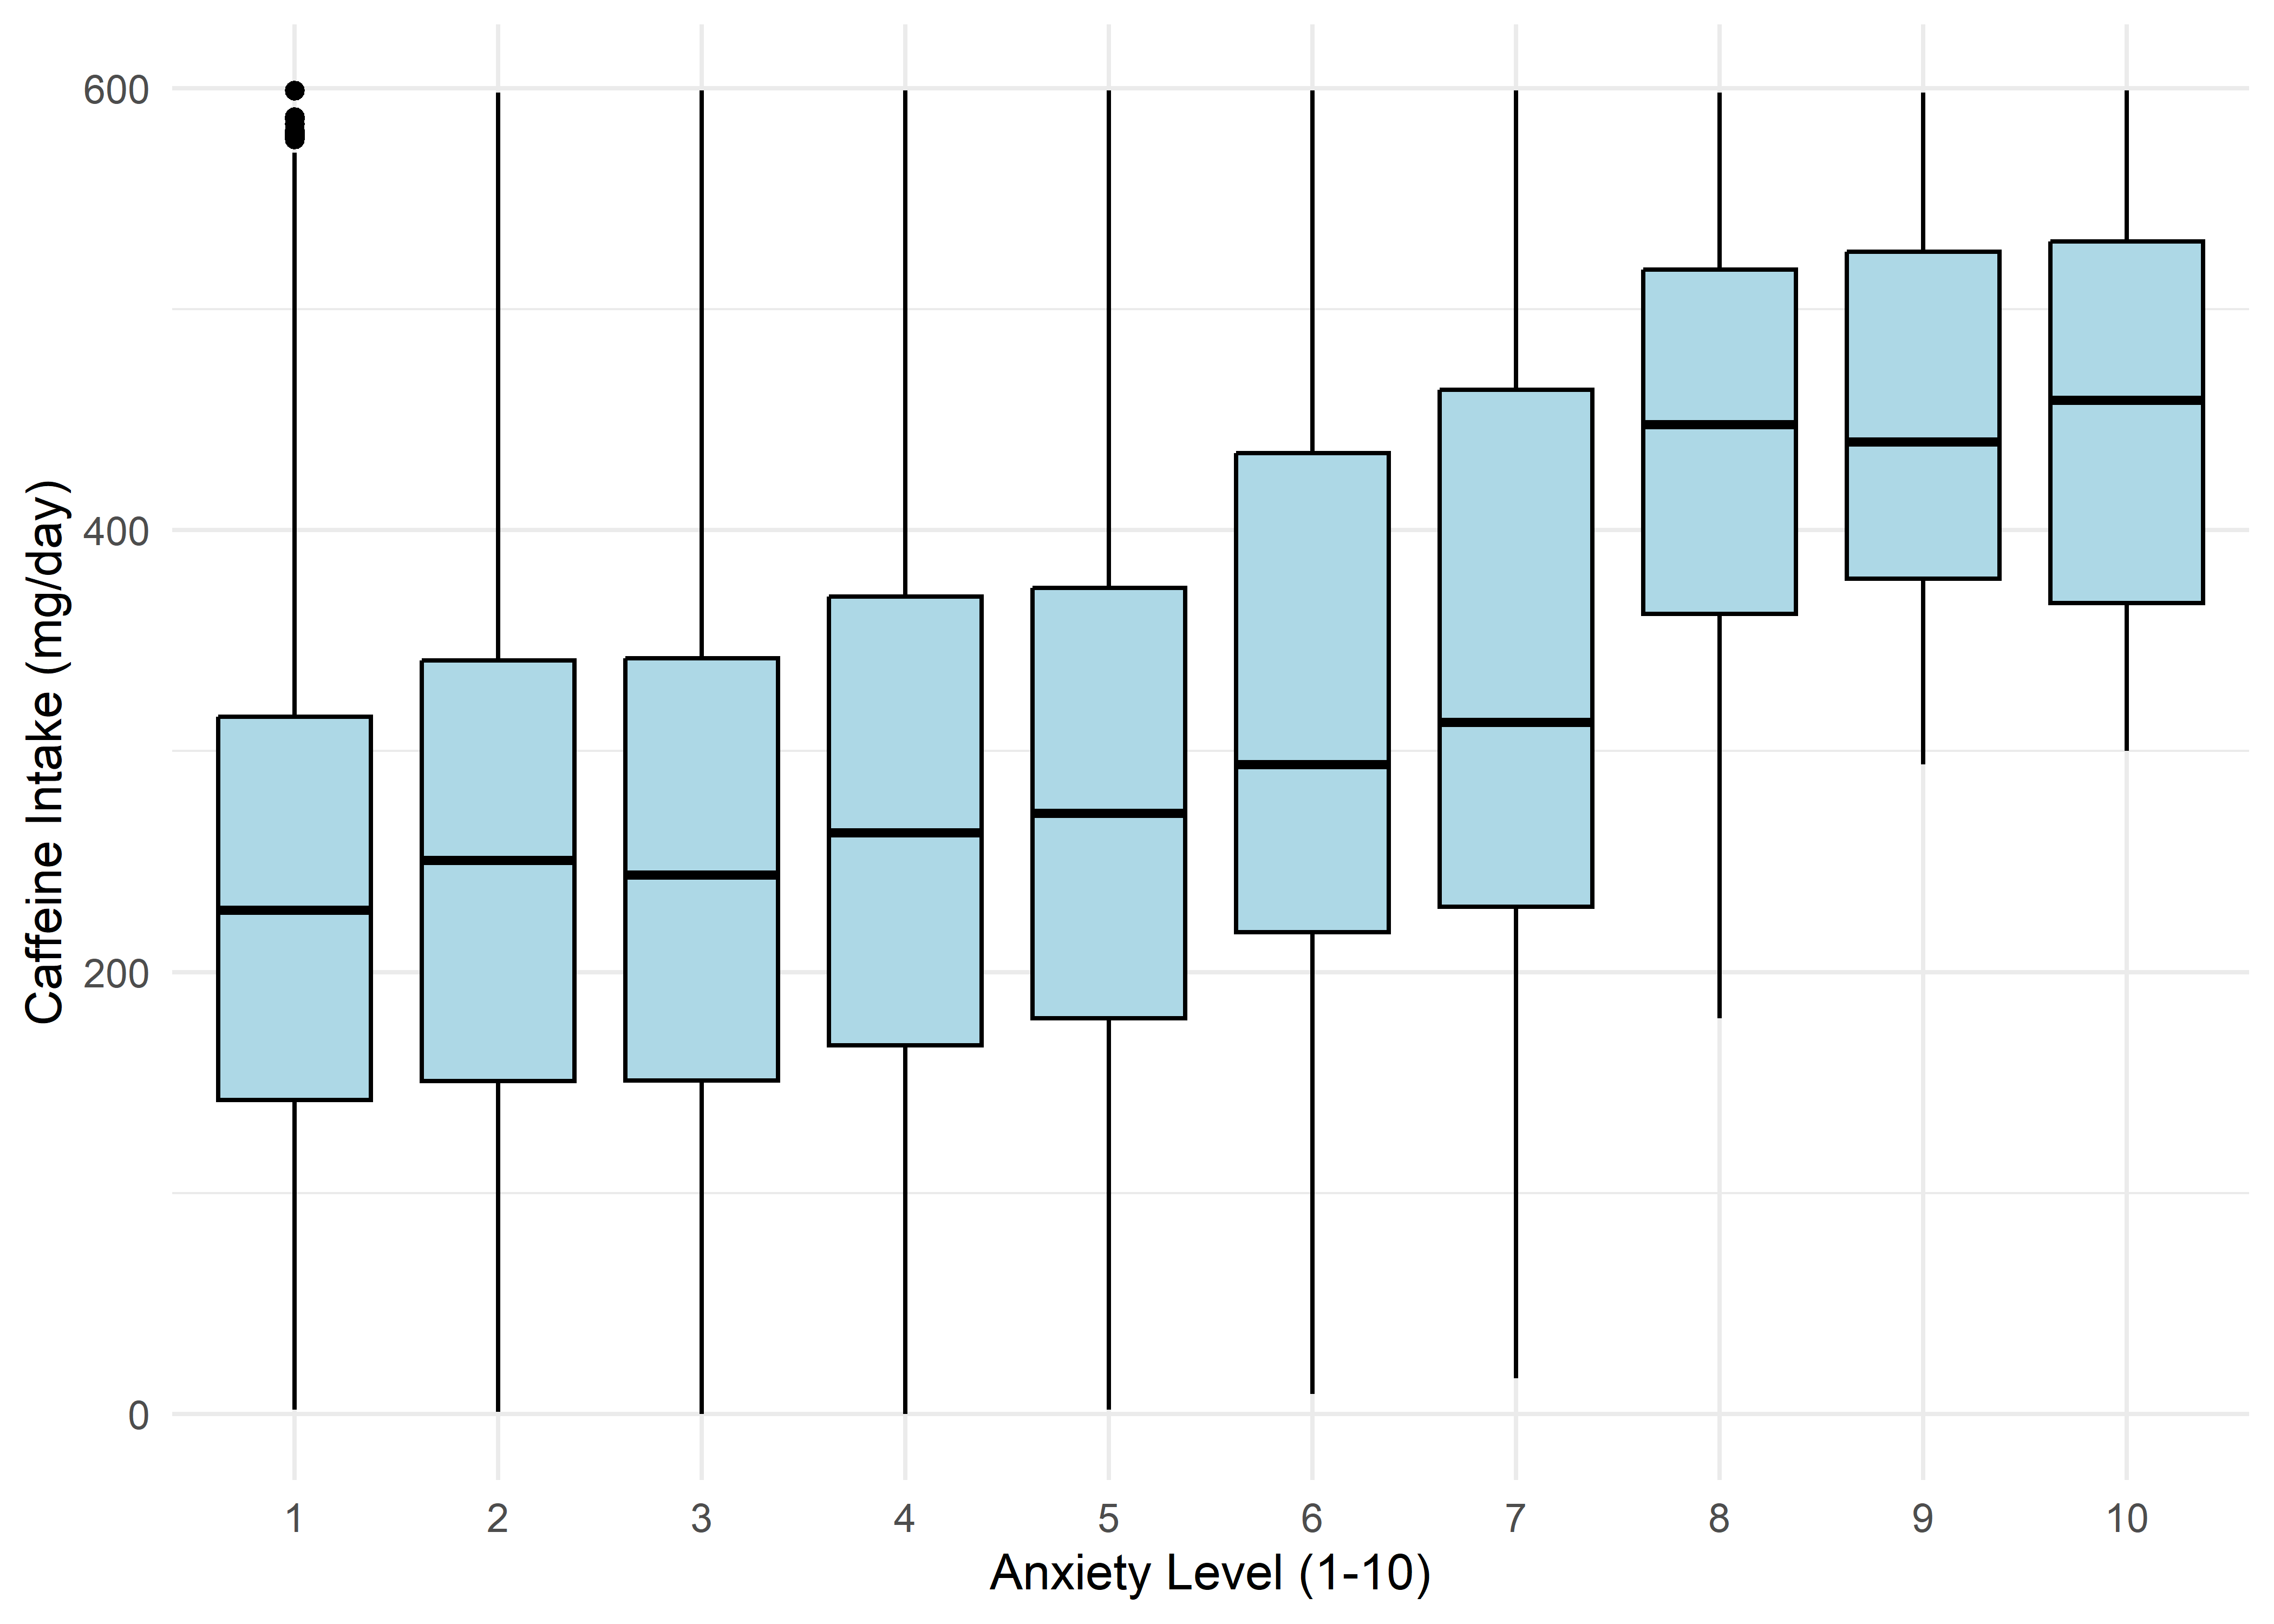 600
400
200
0
Caffeine Intake (mg/day)
1 2 3 4 5 6 7 8 9 10
Anxiety Level (1-10)